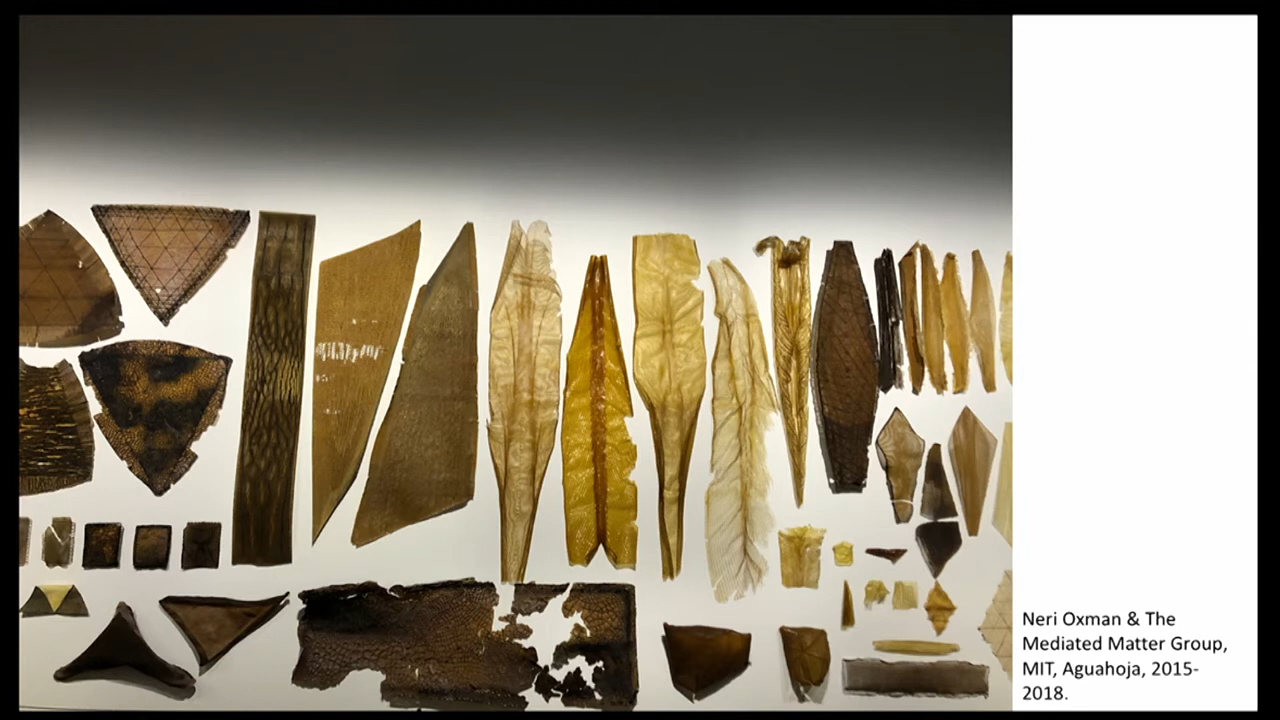 Neri Oxman & The
Mediated Matter Group,
MIT, Aguahoja, 2015-
2018.